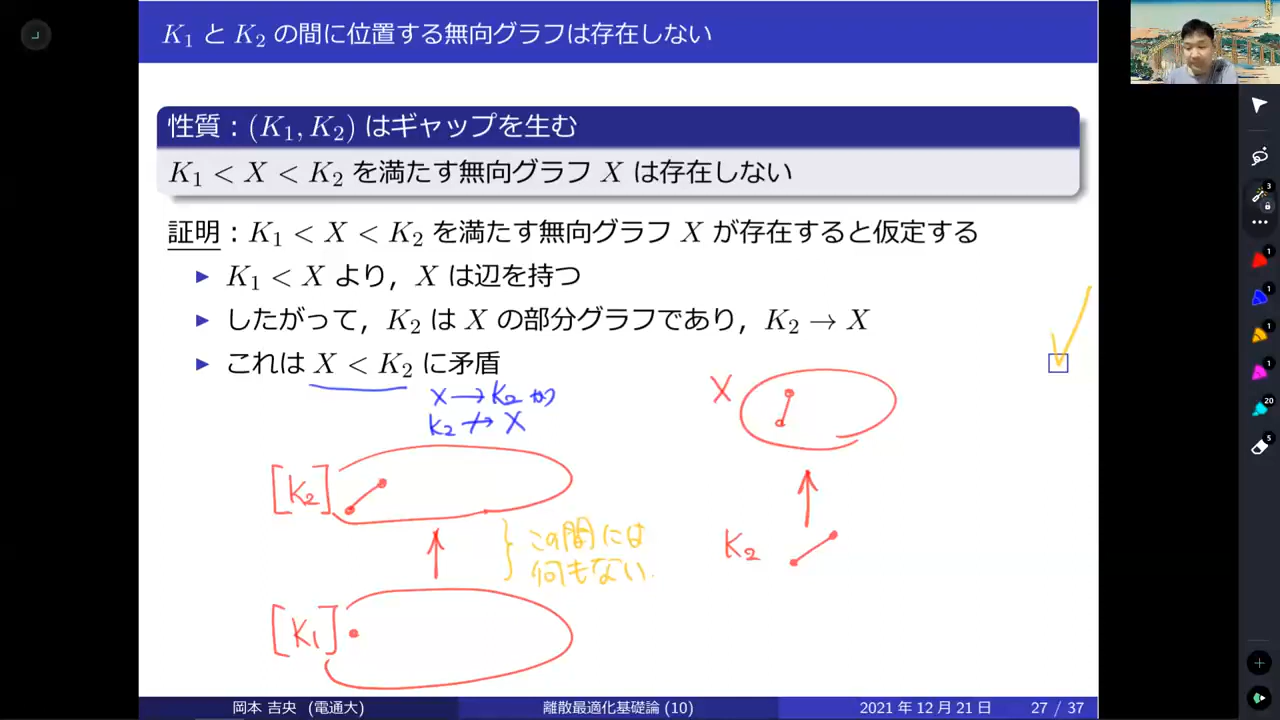 K₁ と K₂ の間に位置する無向グラフは存在しない
性質：(K₁, K₂) はギャップを生む
K₁ < X < K₂ を満たす無向グラフ X は存在しない
証明：K₁ < X < K₂ を満たす無向グラフ X が存在すると仮定する
K₁ < X より，X は辺を持つ
したがって，K₂ は X の部分グラフであり，K₂ → X
これは X < K₂ に矛盾
X → K₂ かつ
K₂ ↛ X
X
[K₂]
この間には
何もない.
K₂
[K₁]
岡本 吉央 (電通大)
離散最適化基礎論 (10)
2021 年 12 月 21 日
27 / 37
3
1
1
1
1
20
5